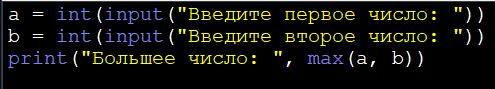 a = int(input("Введите первое число: "))
b = int(input("Введите второе число: "))
print("Большее число: ", max(a, b))